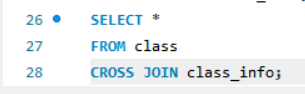 26 SELECT *
27 FROM class
28 CROSS JOIN class_info;